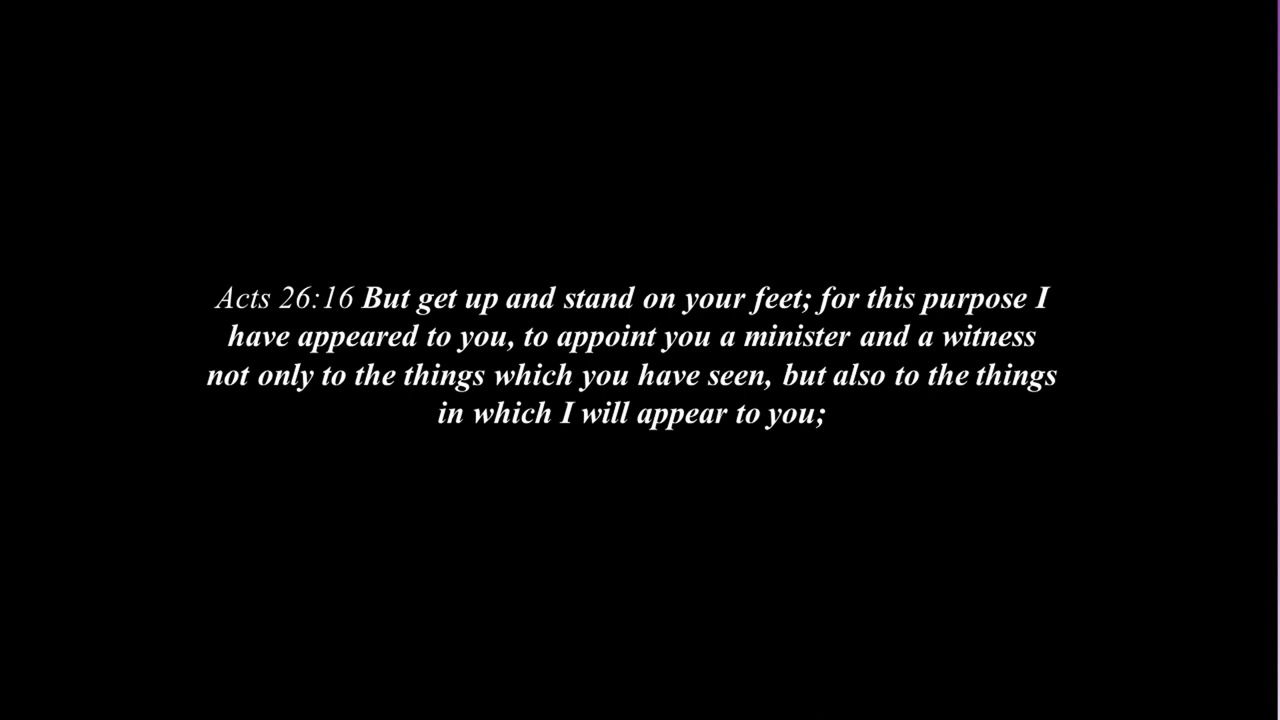 Acts 26:16 But get up and stand on your feet; for this purpose I
have appeared to you, to appoint you a minister and a witness
not only to the things which you have seen, but also to the things
in which I will appear to you;